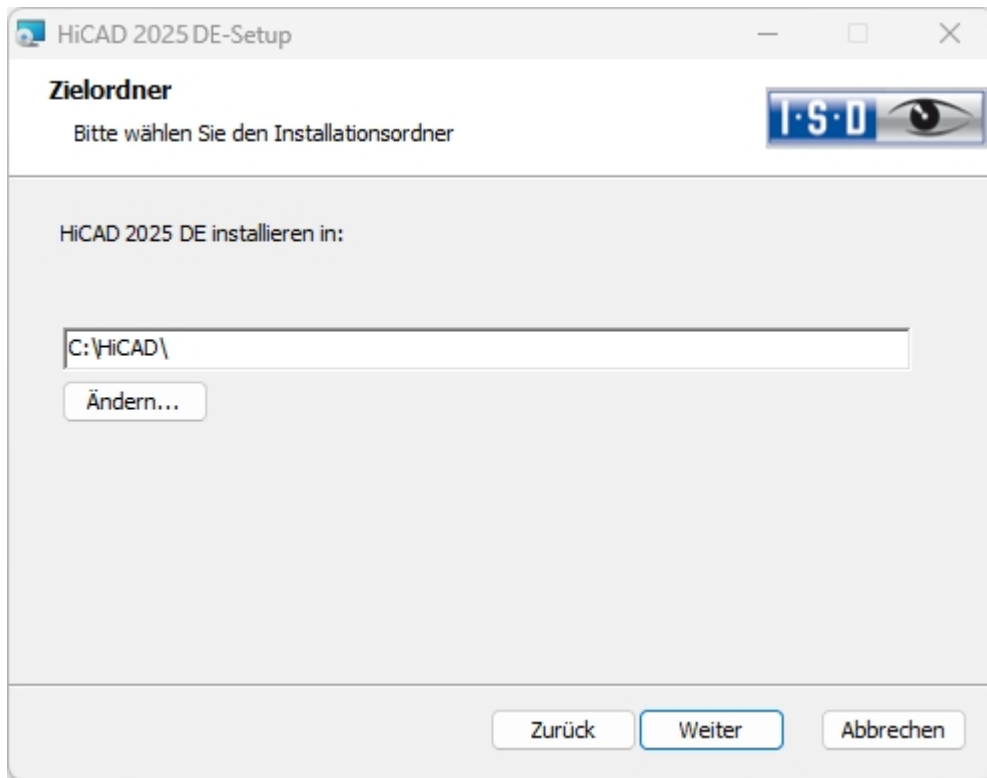 HiCAD 2025 DE-Setup
Zielordner
Bitte wählen Sie den Installationsordner
I·S·D
HiCAD 2025 DE installieren in:
C:\HiCAD\
Ändern...
Zurück Weiter Abbrechen